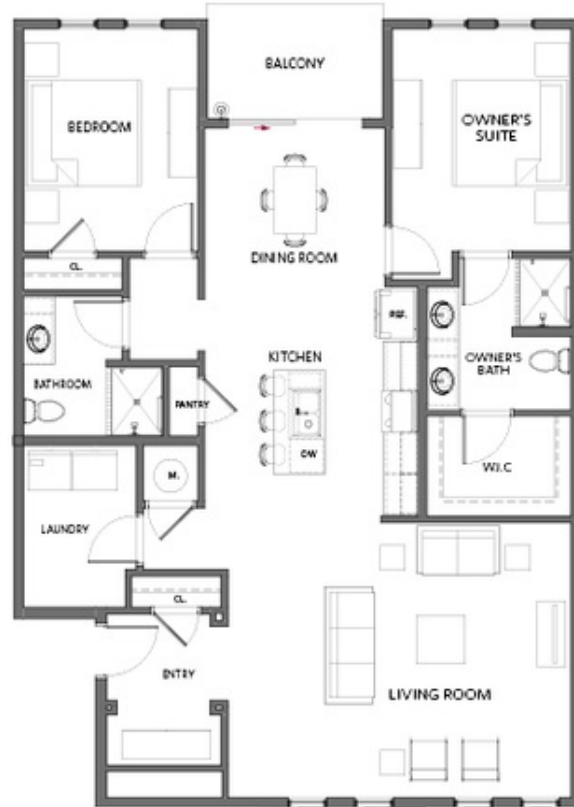 BALCONY
BEDROOM
OWNER'S
SUITE
DINING ROOM
CL.
REF.
KITCHEN
OWNER'S
BATH
BATHROOM
PANTRY
DW
W.I.C
M.
LAUNDRY
CL.
ENTRY
LIVING ROOM